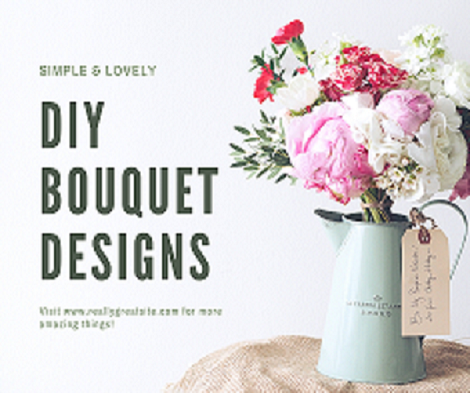 SIMPLE & LOVELY
DIY
BOUQUET
DESIGNS
Visit www.reallygreatsite.com for more
amazing things!